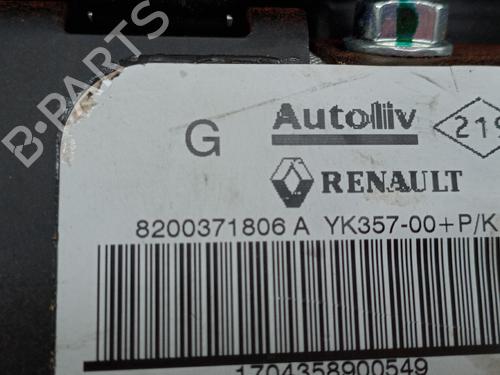 B-PARTS
G Autoliv 219
RENAULT
8200371806 A YK357-00+P/K
1704358900549